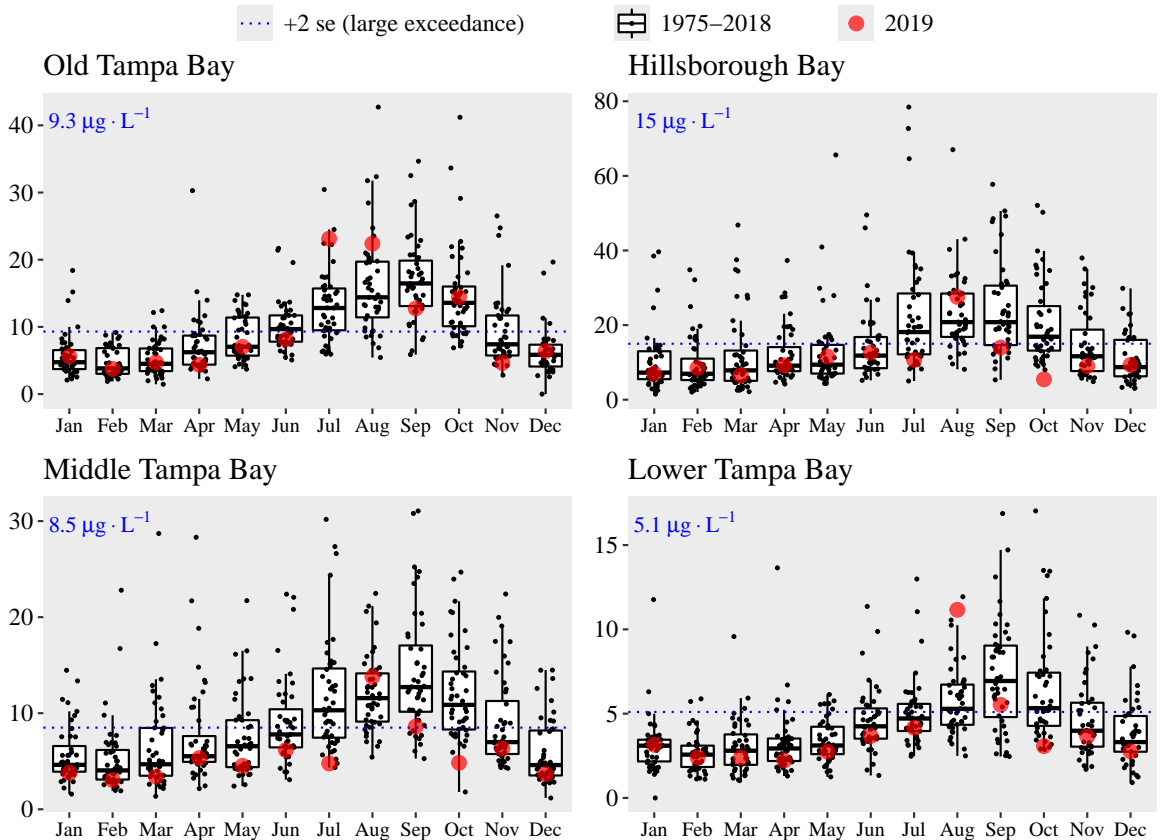 +2 se (large exceedance) 1975–2018 2019
Old Tampa Bay
9.3 µg · L⁻¹
40
30
20
10
0
Jan Feb Mar Apr May Jun Jul Aug Sep Oct Nov Dec
Hillsborough Bay
15 µg · L⁻¹
80
60
40
20
0
Jan Feb Mar Apr May Jun Jul Aug Sep Oct Nov Dec
Middle Tampa Bay
8.5 µg · L⁻¹
30
20
10
0
Jan Feb Mar Apr May Jun Jul Aug Sep Oct Nov Dec
Lower Tampa Bay
5.1 µg · L⁻¹
15
10
5
0
Jan Feb Mar Apr May Jun Jul Aug Sep Oct Nov Dec